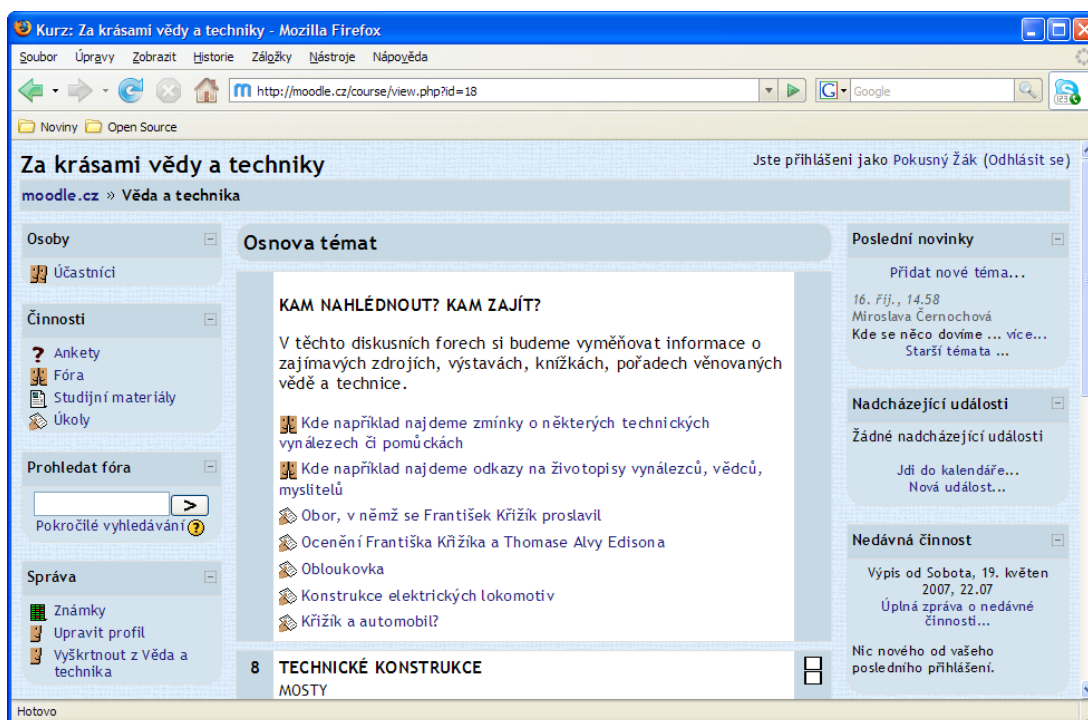 Kurz: Za krásami vědy a techniky - Mozilla Firefox
Soubor Úpravy Zobrazit Historie Záložky Nástroje Nápověda
http://moodle.cz/course/view.php?id=18
G Google
Noviny Open Source
Za krásami vědy a techniky
Jste přihlášeni jako Pokusný Žák (Odhlásit se)
moodle.cz » Věda a technika
Osoby
Účastníci
Činnosti
Ankety
Fóra
Studijní materiály
Úkoly
Prohledat fóra
>
Pokročilé vyhledávání ?
Správa
Známky
Upravit profil
Vyškrtnout z Věda a
technika
Osnova témat
KAM NAHLÉDNOUT? KAM ZAJÍT?
V těchto diskusních forech si budeme vyměňovat informace o
zajímavých zdrojích, výstavách, knížkách, pořadech věnovaných
vědě a technice.
Kde například najdeme zmínky o některých technických
vynálezech či pomůckách
Kde například najdeme odkazy na životopisy vynálezců, vědců,
myslitelů
Obor, v němž se František Křižík proslavil
Ocenění Františka Křižíka a Thomase Alvy Edisona
Obloukovka
Konstrukce elektrických lokomotiv
Křižík a automobil?
8 TECHNICKÉ KONSTRUKCE
MOSTY
Poslední novinky
Přidat nové téma...
16. říj., 14.58
Miroslava Černochová
Kde se něco dovíme ... více...
Starší témata ...
Nadcházející události
Žádné nadcházející události
Jdi do kalendáře...
Nová událost...
Nedávná činnost
Výpis od Sobota, 19. květen
2007, 22.07
Úplná zpráva o nedávné
činnosti...
Nic nového od vašeho
posledního přihlášení.
Hotovo